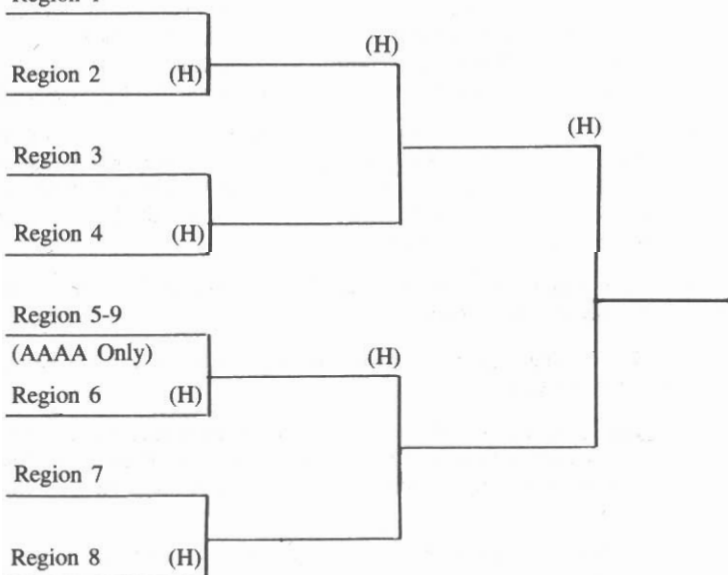 (H)
Region 2 (H)
(H)
Region 3
Region 4 (H)
Region 5-9
(AAAA Only)
(H)
Region 6 (H)
Region 7
Region 8 (H)